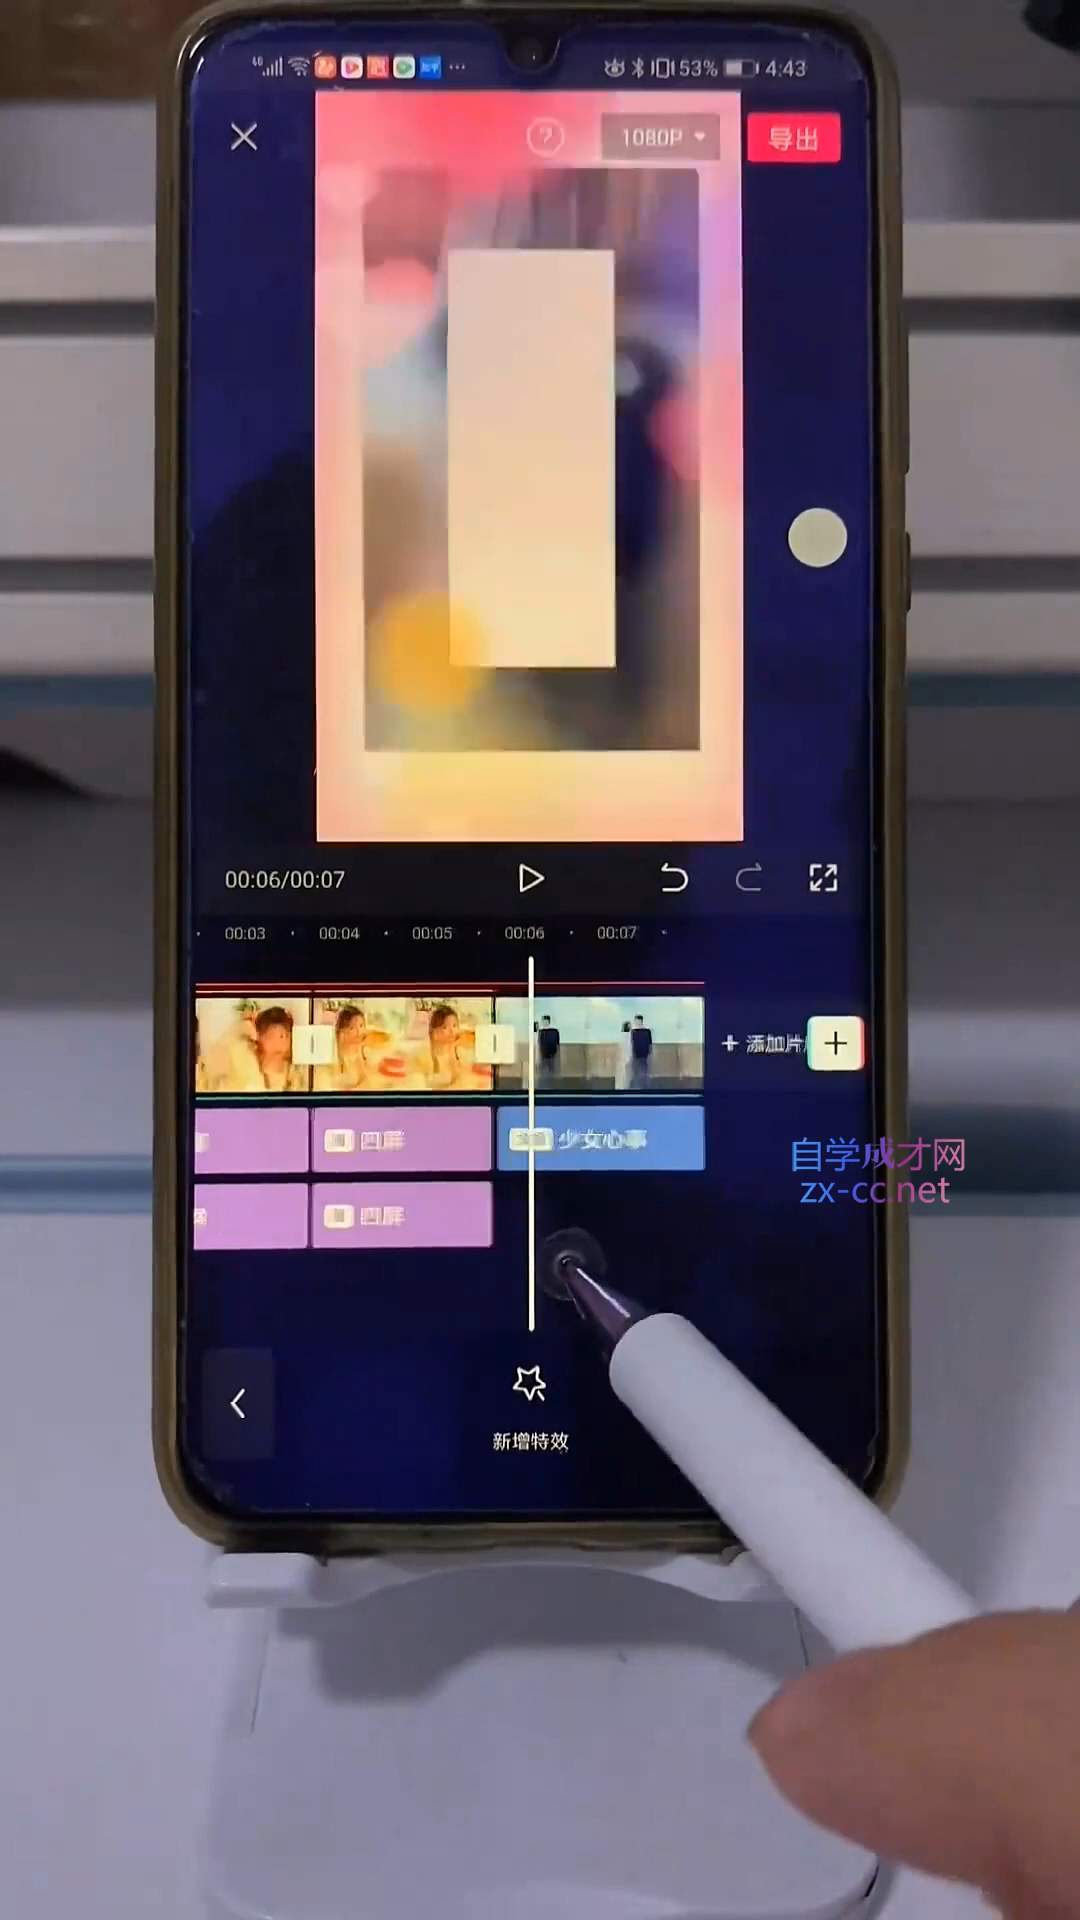 53% 4:43
1080P
导出
00:06/00:07
00:03 00:04 00:05 00:06 00:07
+ 添加片
四屏
少女心事
四屏
自学成才网
zx-cc.net
新增特效